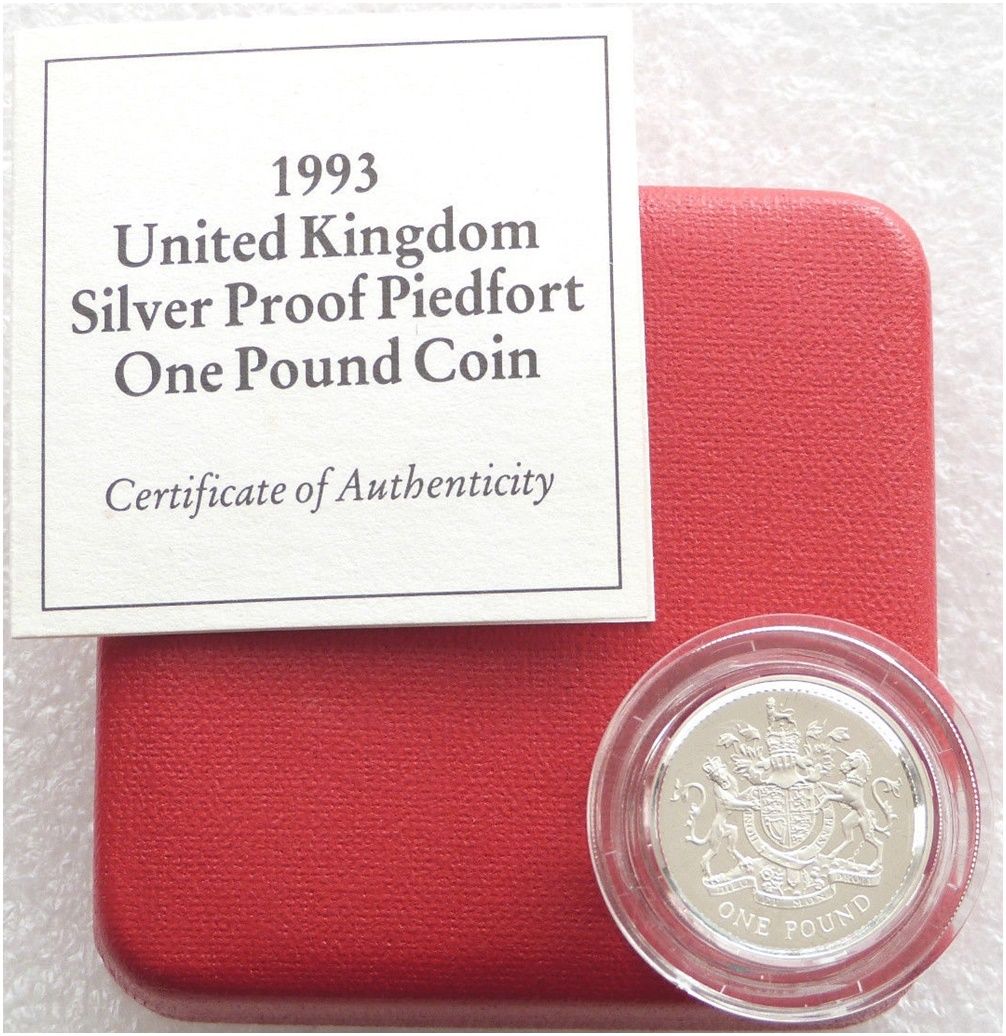 1993
United Kingdom
Silver Proof Piedfort
One Pound Coin
Certificate of Authenticity
ONE POUND